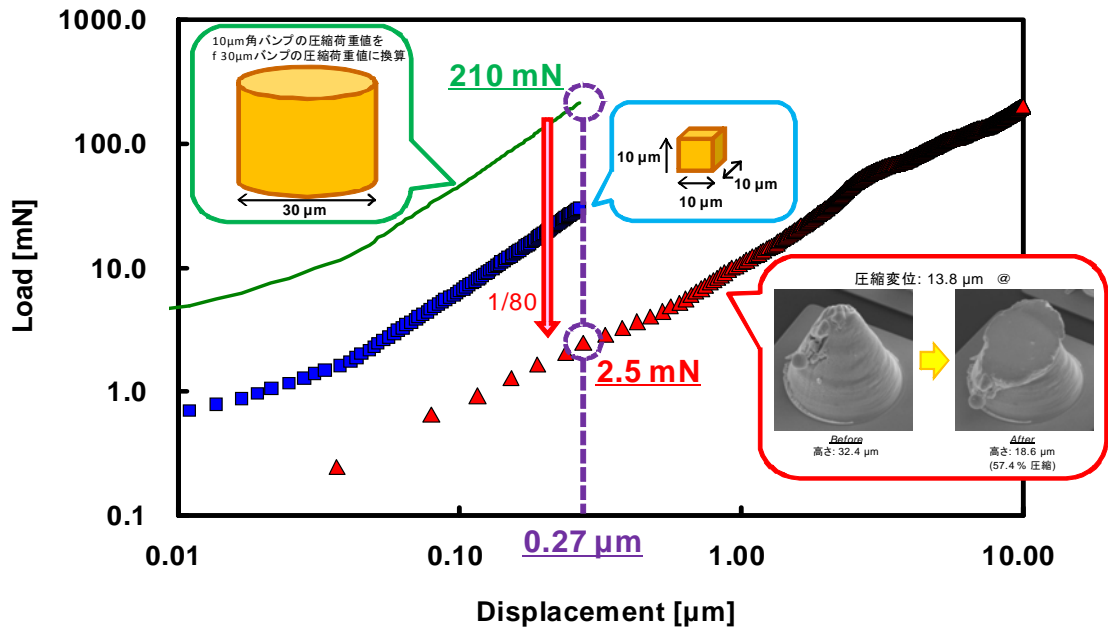 1000.0
100.0
10.0
1.0
0.1
Load [mN]
0.01
0.10
1.00
10.00
Displacement [µm]
10µm角バンプの圧縮荷重値を
f 30µmバンプの圧縮荷重値に換算
30 µm
210 mN
10 µm
10 µm
10 µm
1/80
2.5 mN
0.27 µm
圧縮変位: 13.8 µm @
Before
高さ: 32.4 µm
After
高さ: 18.6 µm
(57.4% 圧縮)